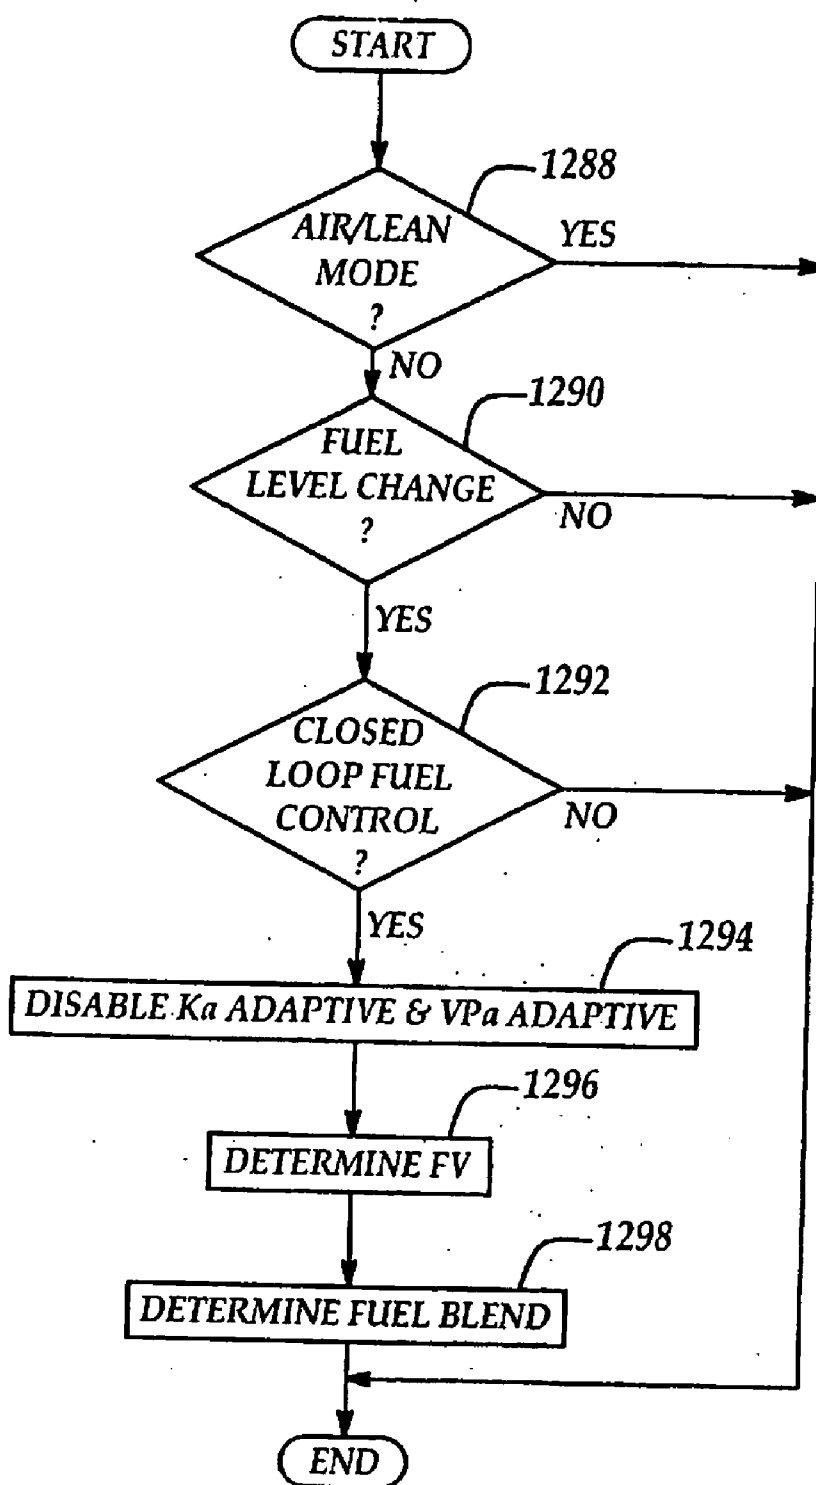 START
1288
AIR/LEAN
MODE
?
YES
NO
1290
FUEL
LEVEL CHANGE
?
NO
YES
1292
CLOSED
LOOP FUEL
CONTROL
?
NO
YES
1294
DISABLE Ka ADAPTIVE & VPa ADAPTIVE
1296
DETERMINE FV
1298
DETERMINE FUEL BLEND
END